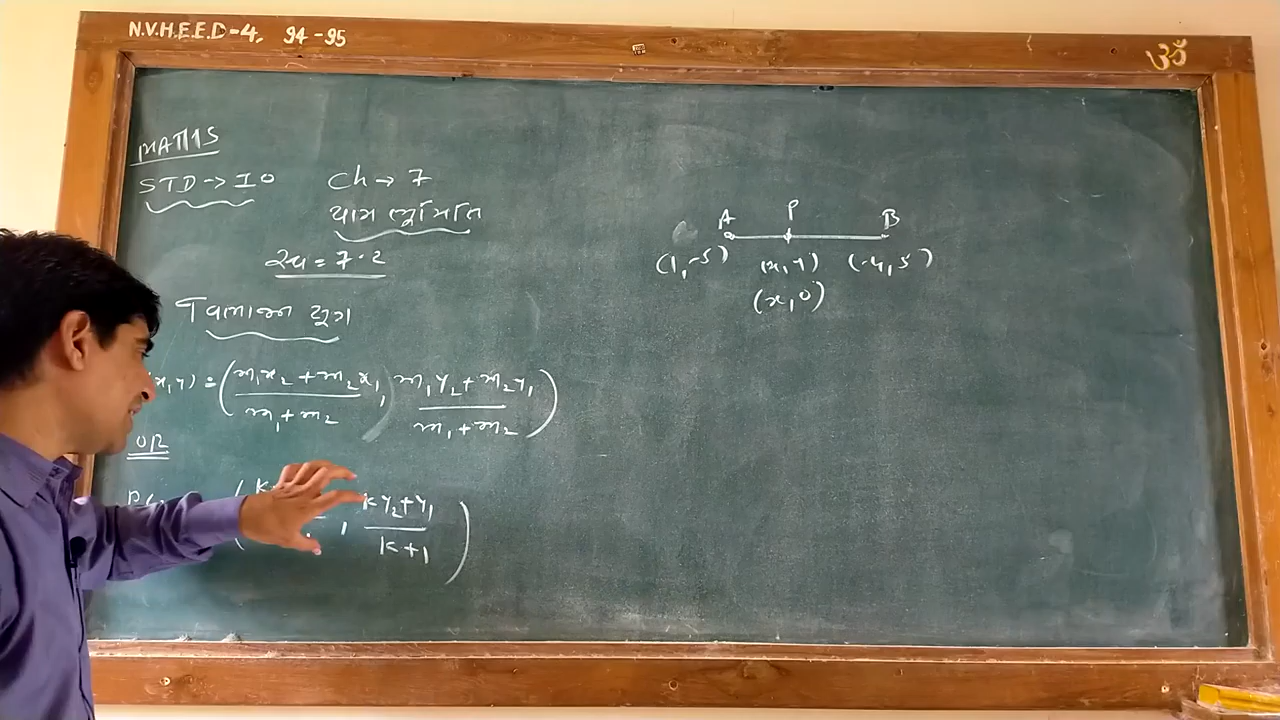 N.V.H.E.E.D-4, 94-95
ૐ
MATHS
STD → 10 Ch → 7
યામ ભૂમિતિ
સ્વા = 7.2
વિભાજન સૂત્ર
x, y) = (m₁x₂ + m₂x₁ / m₁ + m₂, m₁y₂ + m₂y₁ / m₁ + m₂)
OR
P( ( K , Ky₂ + y₁ / K + 1)
A P B
(1, -5) (x, y) (-4, 5)
(x, 0)